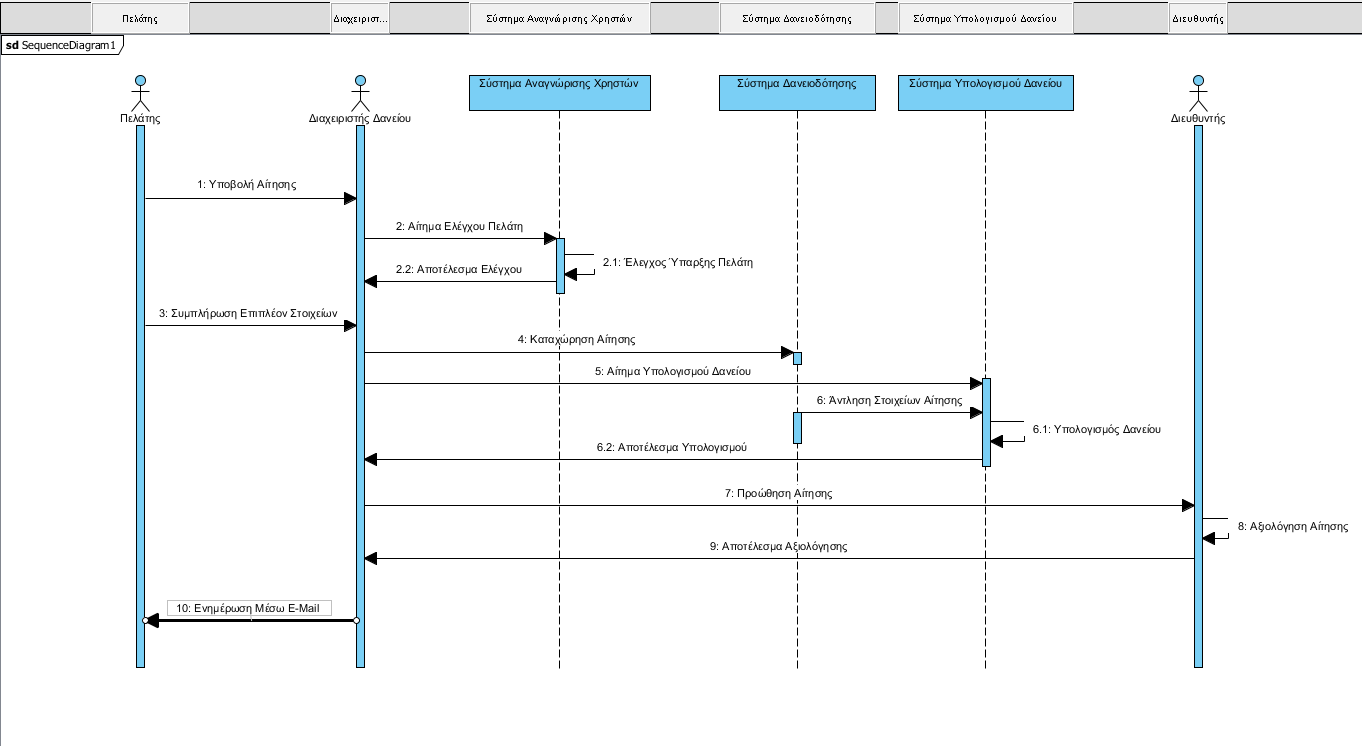 Πελάτης
Διαχειριστ...
Σύστημα Αναγνώρισης Χρηστών
Σύστημα Δανειοδότησης
Σύστημα Υπολογισμού Δανείου
Διευθυντής
sd SequenceDiagram1
Σύστημα Αναγνώρισης Χρηστών
Σύστημα Δανειοδότησης
Σύστημα Υπολογισμού Δανείου
Πελάτης
Διαχειριστής Δανείου
Διευθυντής
1: Υποβολή Αίτησης
2: Αίτημα Ελέγχου Πελάτη
2.1: Έλεγχος Ύπαρξης Πελάτη
2.2: Αποτέλεσμα Ελέγχου
3: Συμπλήρωση Επιπλέον Στοιχείων
4: Καταχώρηση Αίτησης
5: Αίτημα Υπολογισμού Δανείου
6: Άντληση Στοιχείων Αίτησης
6.1: Υπολογισμός Δανείου
6.2: Αποτέλεσμα Υπολογισμού
7: Προώθηση Αίτησης
8: Αξιολόγηση Αίτησης
9: Αποτέλεσμα Αξιολόγησης
10: Ενημέρωση Μέσω E-Mail